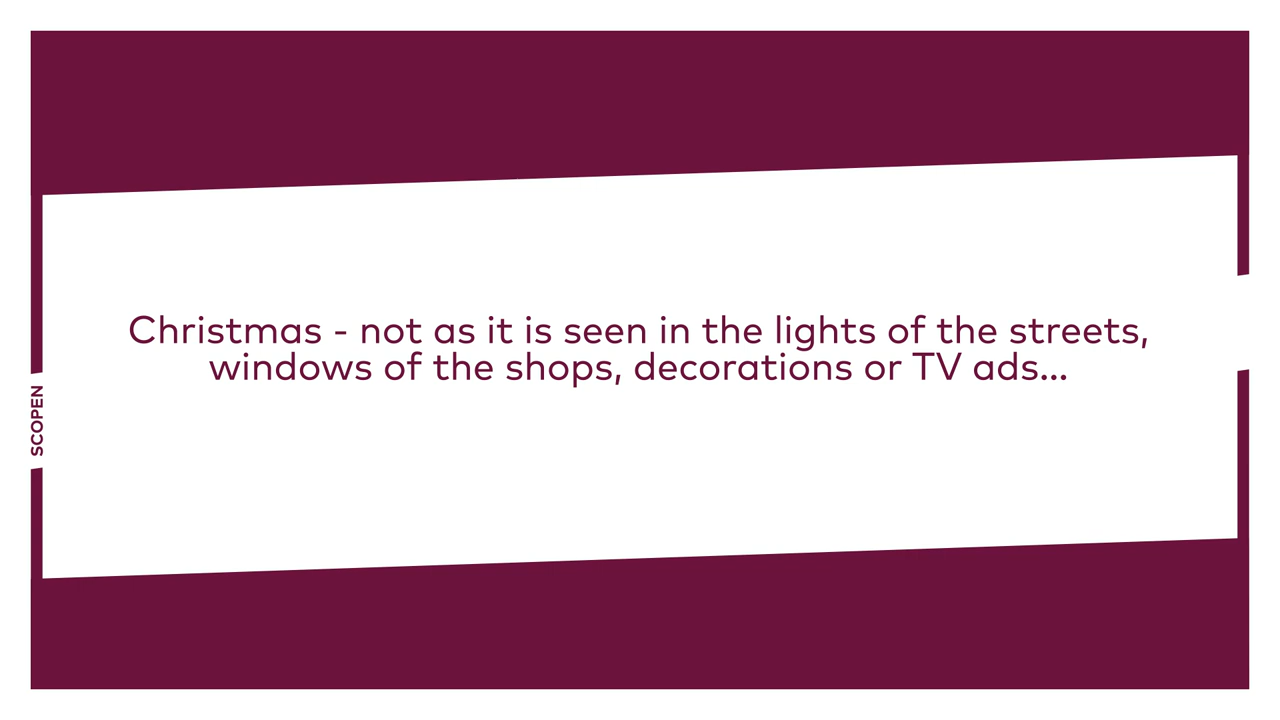 Christmas - not as it is seen in the lights of the streets,
windows of the shops, decorations or TV ads...
SCOPEN